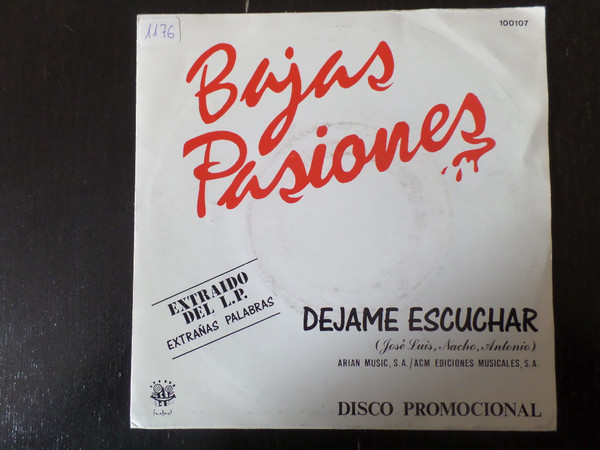 1176
100107
Bajas
Pasiones
EXTRAIDO
DEL L.P.
EXTRAÑAS PALABRAS
DEJAME ESCUCHAR
(José Luis, Nacho, Antonio)
ARIAN MUSIC, S.A./ACM EDICIONES MUSICALES, S.A.
DISCO PROMOCIONAL